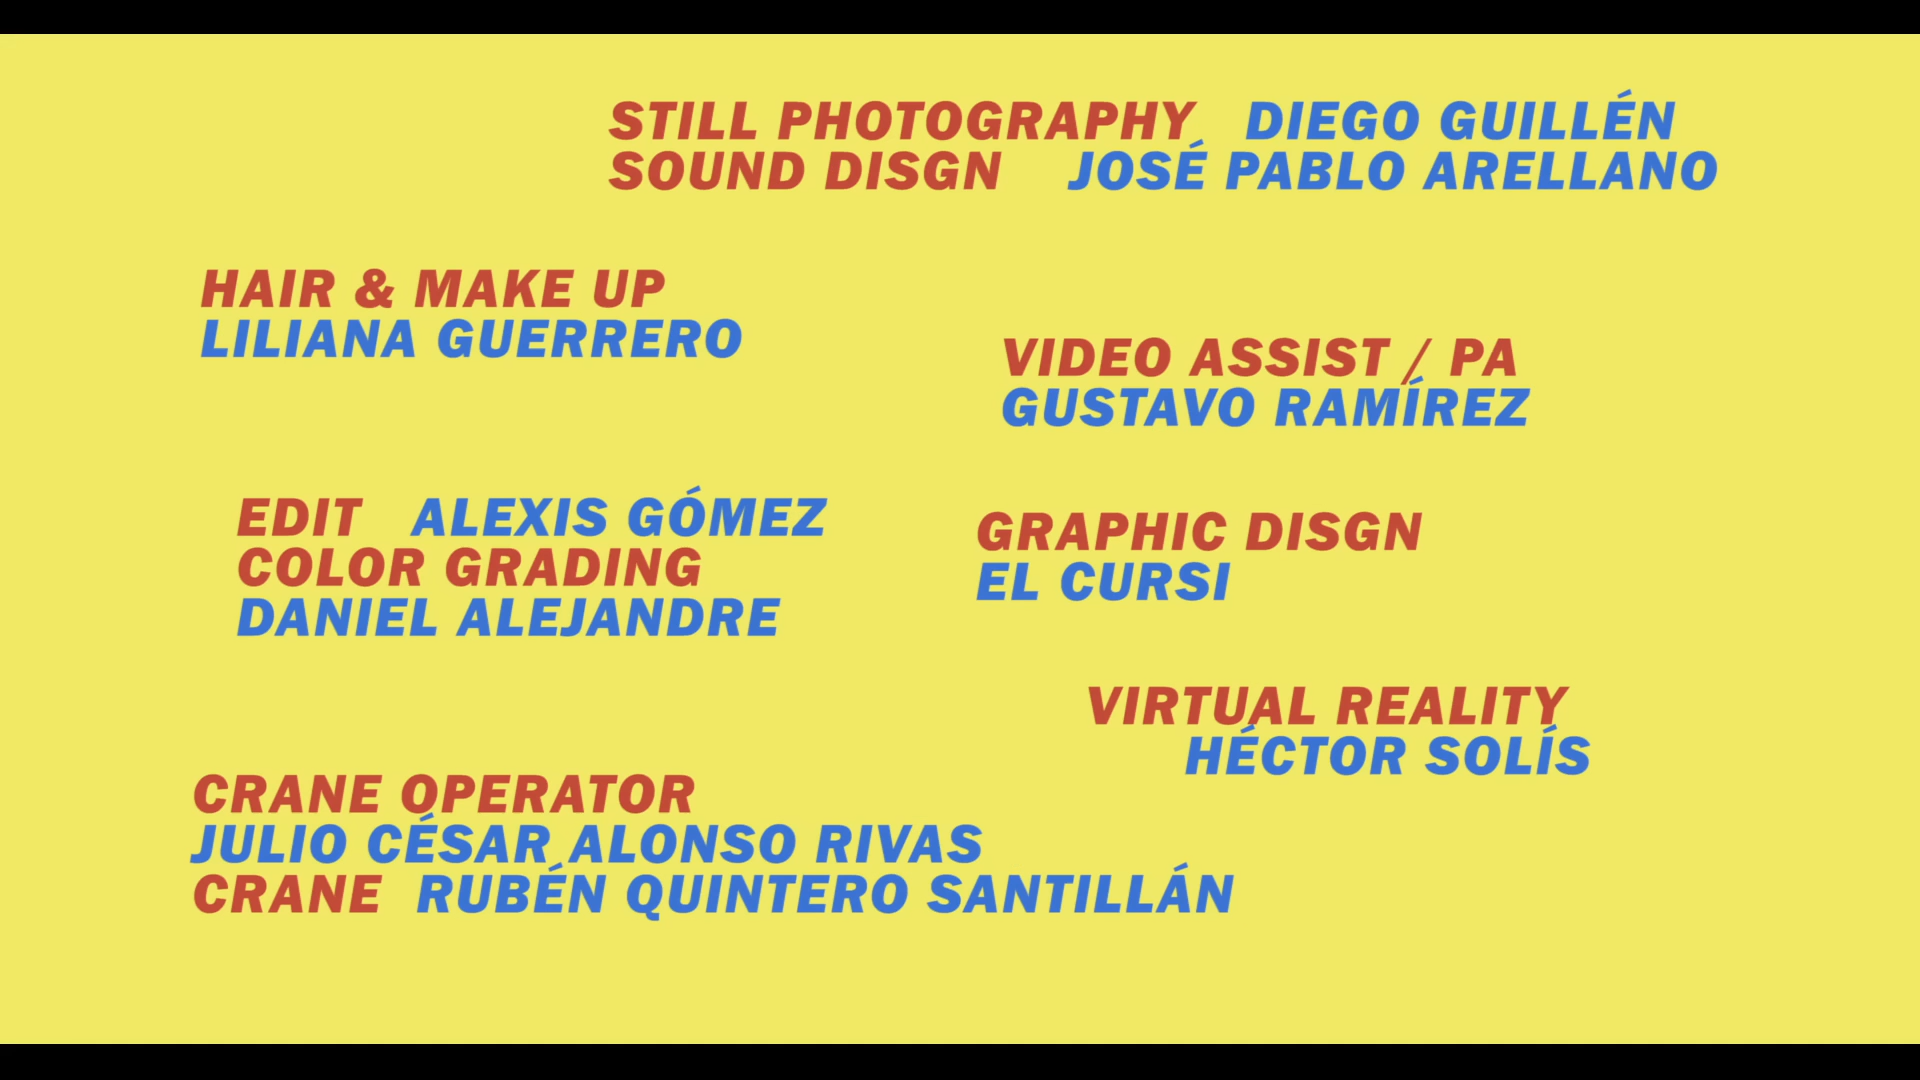 STILL PHOTOGRAPHY DIEGO GUILLÉN
SOUND DISGN JOSÉ PABLO ARELLANO
HAIR & MAKE UP
LILIANA GUERRERO
VIDEO ASSIST / PA
GUSTAVO RAMÍREZ
EDIT ALEXIS GÓMEZ
COLOR GRADING
DANIEL ALEJANDRE
GRAPHIC DISGN
EL CURSI
VIRTUAL REALITY
HÉCTOR SOLÍS
CRANE OPERATOR
JULIO CÉSAR ALONSO RIVAS
CRANE RUBÉN QUINTERO SANTILLÁN